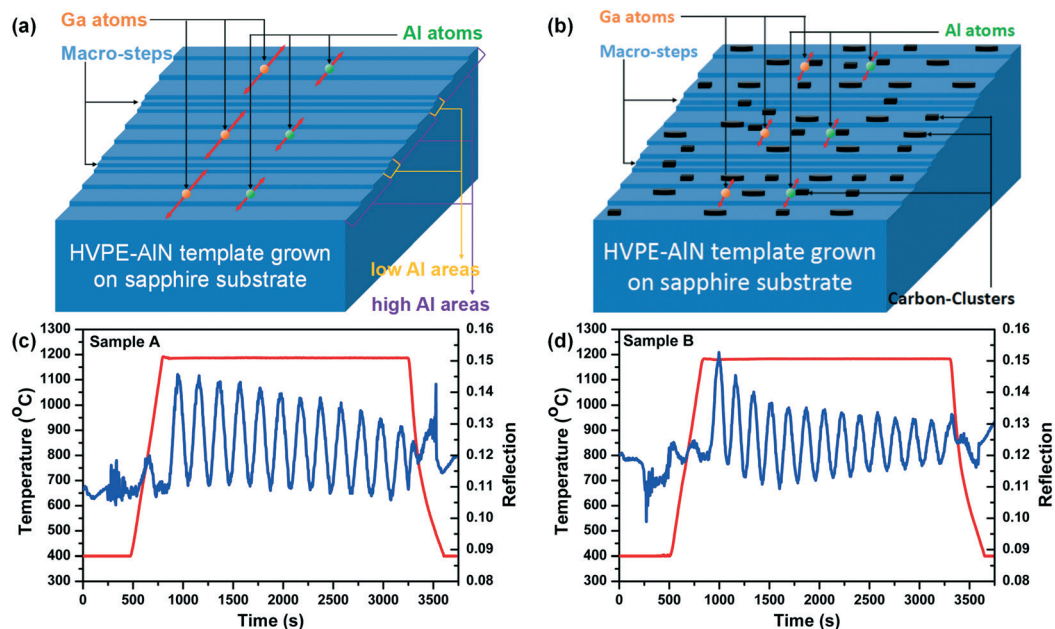 (a)
Ga atoms
Al atoms
Macro-steps
HVPE-AlN template grown
on sapphire substrate
low Al areas
high Al areas
(b)
Ga atoms
Al atoms
Macro-steps
HVPE-AlN template grown
on sapphire substrate
Carbon-Clusters
(c)
Sample A
1300
1200
1100
1000
900
800
700
600
500
400
300
Temperature (°C)
0.16
0.15
0.14
0.13
0.12
0.11
0.10
0.09
0.08
Reflection
0 500 1000 1500 2000 2500 3000 3500
Time (s)
(d)
Sample B
1300
1200
1100
1000
900
800
700
600
500
400
300
Temperature (°C)
0.16
0.15
0.14
0.13
0.12
0.11
0.10
0.09
0.08
Reflection
0 500 1000 1500 2000 2500 3000 3500
Time (s)